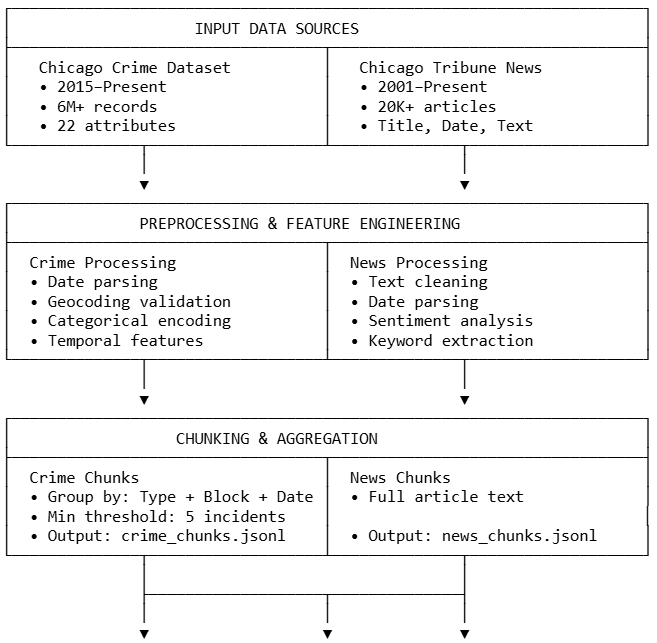 INPUT DATA SOURCES
Chicago Crime Dataset
• 2015–Present
• 6M+ records
• 22 attributes
Chicago Tribune News
• 2001–Present
• 20K+ articles
• Title, Date, Text
PREPROCESSING & FEATURE ENGINEERING
Crime Processing
• Date parsing
• Geocoding validation
• Categorical encoding
• Temporal features
News Processing
• Text cleaning
• Date parsing
• Sentiment analysis
• Keyword extraction
CHUNKING & AGGREGATION
Crime Chunks
• Group by: Type + Block + Date
• Min threshold: 5 incidents
• Output: crime_chunks.jsonl
News Chunks
• Full article text
• Output: news_chunks.jsonl